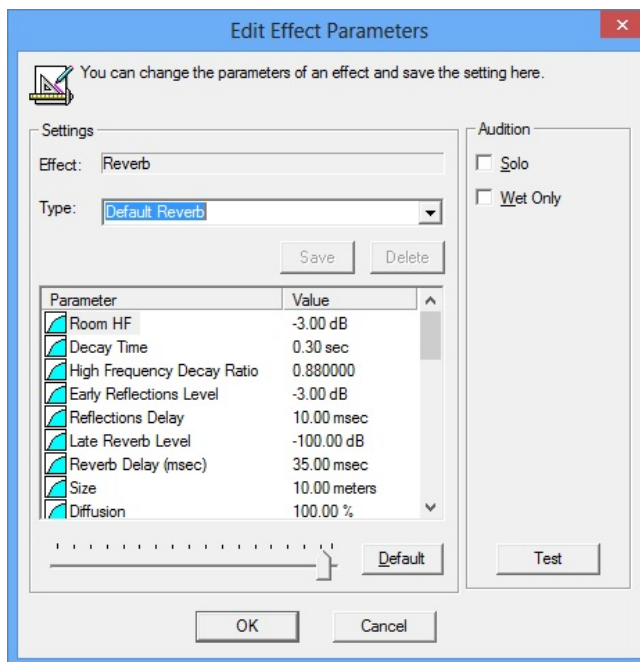 Edit Effect Parameters
You can change the parameters of an effect and save the setting here.
Settings
Effect: Reverb
Type: Default Reverb
Save Delete
Parameter Value
Room HF -3.00 dB
Decay Time 0.30 sec
High Frequency Decay Ratio 0.880000
Early Reflections Level -3.00 dB
Reflections Delay 10.00 msec
Late Reverb Level -100.00 dB
Reverb Delay (msec) 35.00 msec
Size 10.00 meters
Diffusion 100.00 %
Default
Audition
Solo
Wet Only
Test
OK Cancel